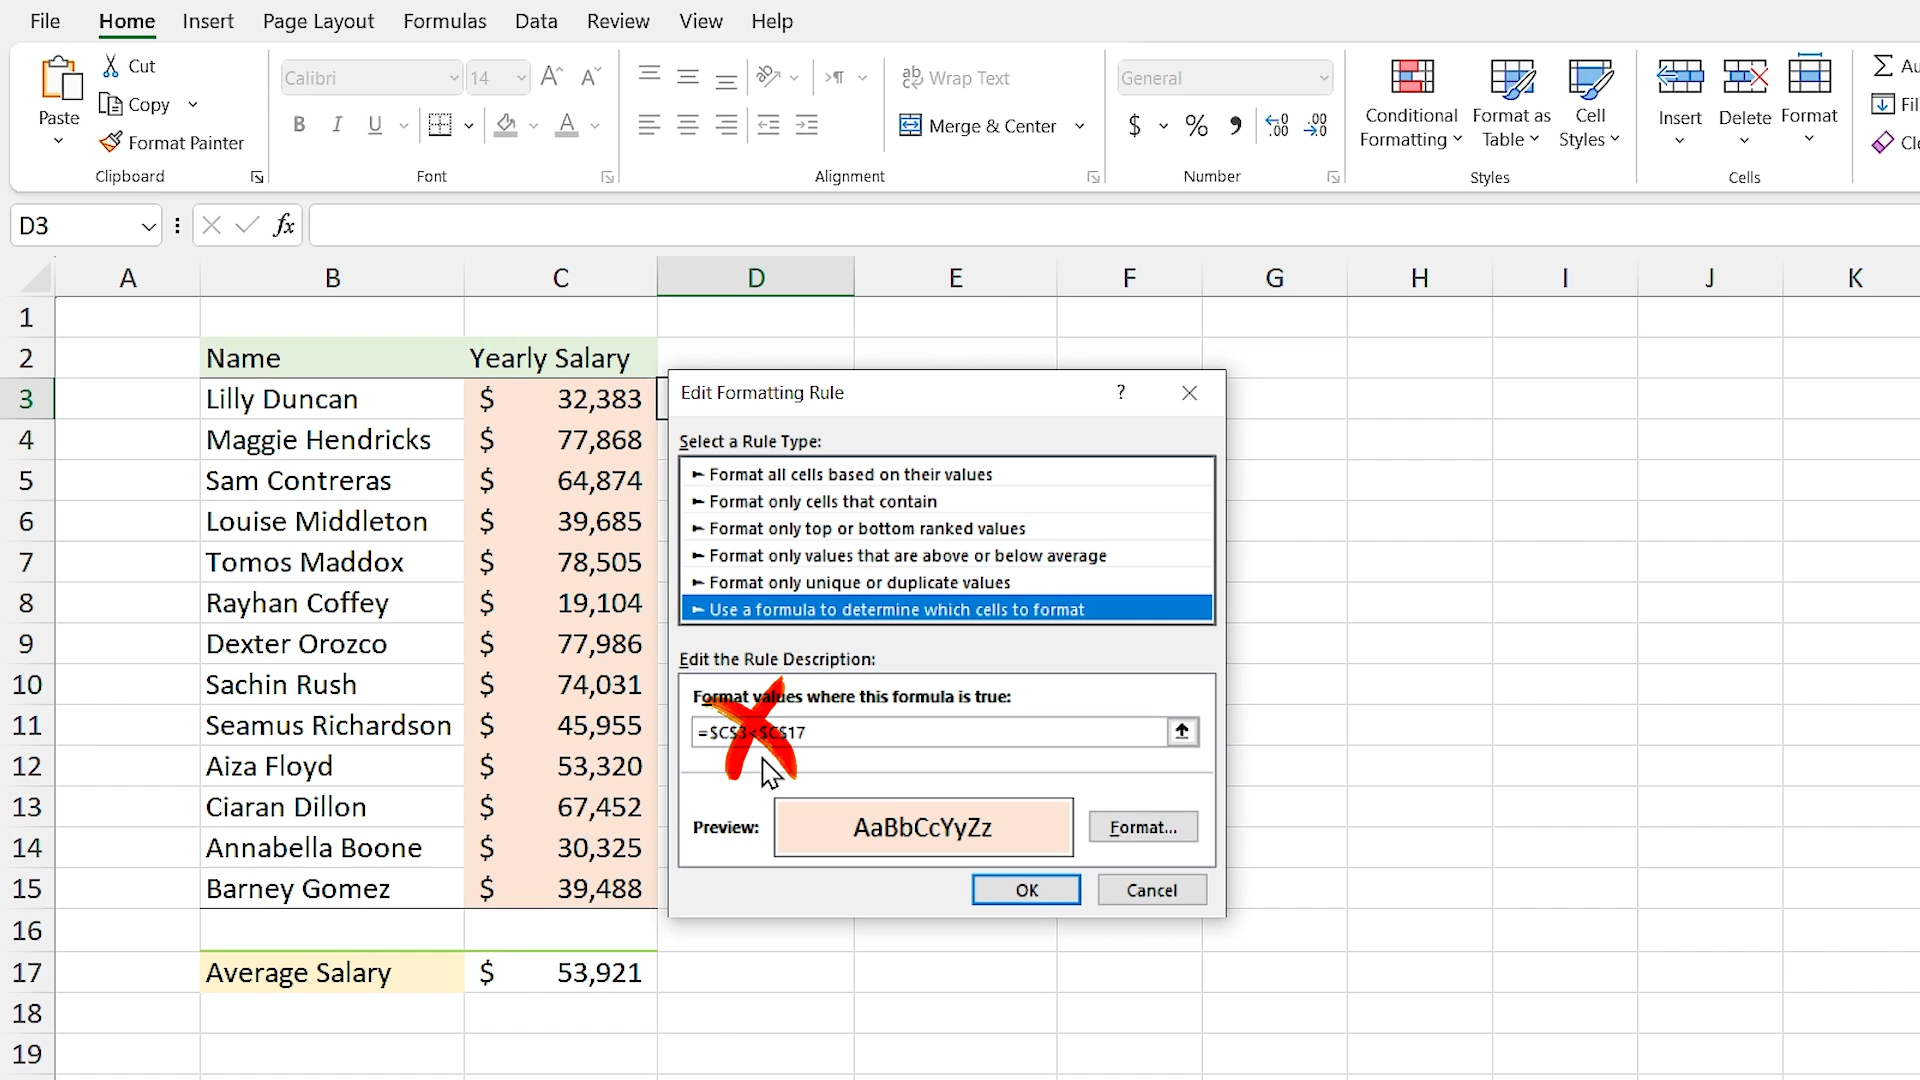 File Home Insert Page Layout Formulas Data Review View Help
Paste
Cut
Copy
Format Painter
Clipboard
Calibri 14 A A
B I U A
Font
ab Wrap Text
Merge & Center
Alignment
General
$ % , .00 .00
Number
Conditional Formatting
Format as Table
Cell Styles
Styles
Insert Delete Format
Cells
Σ Au
Fil
Cle
D3 fx
A B C D E F G H I J K
1
2 Name Yearly Salary
3 Lilly Duncan $ 32,383
4 Maggie Hendricks $ 77,868
5 Sam Contreras $ 64,874
6 Louise Middleton $ 39,685
7 Tomos Maddox $ 78,505
8 Rayhan Coffey $ 19,104
9 Dexter Orozco $ 77,986
10 Sachin Rush $ 74,031
11 Seamus Richardson $ 45,955
12 Aiza Floyd $ 53,320
13 Ciaran Dillon $ 67,452
14 Annabella Boone $ 30,325
15 Barney Gomez $ 39,488
16
17 Average Salary $ 53,921
18
19
Edit Formatting Rule ?
Select a Rule Type:
► Format all cells based on their values
► Format only cells that contain
► Format only top or bottom ranked values
► Format only values that are above or below average
► Format only unique or duplicate values
► Use a formula to determine which cells to format
Edit the Rule Description:
Format values where this formula is true:
=$C$3<$C$17
Preview: AaBbCcYyZz Format...
OK Cancel